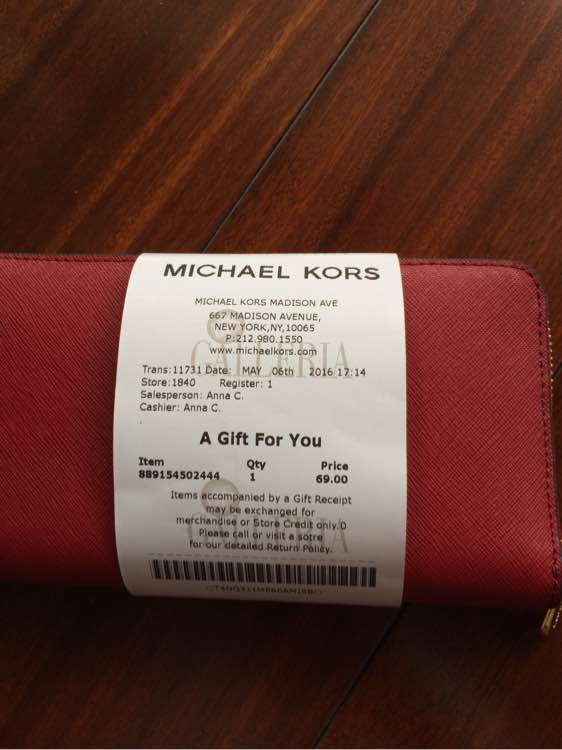 MICHAEL KORS
MICHAEL KORS MADISON AVE
667 MADISON AVENUE,
NEW YORK,NY,10065
P:212.980.1550
www.michaelkors.com
GALLERIA
Trans:11731 Date: MAY 06th 2016 17:14
Store:1840 Register: 1
Salesperson: Anna C.
Cashier: Anna C.
A Gift For You
Item Qty Price
889154502444 1 69.00
Items accompanied by a Gift Receipt
may be exchanged for
merchandise or Store Credit only.0
Please call or visit a sotre
for our detailed Return Policy.
GALLERIA